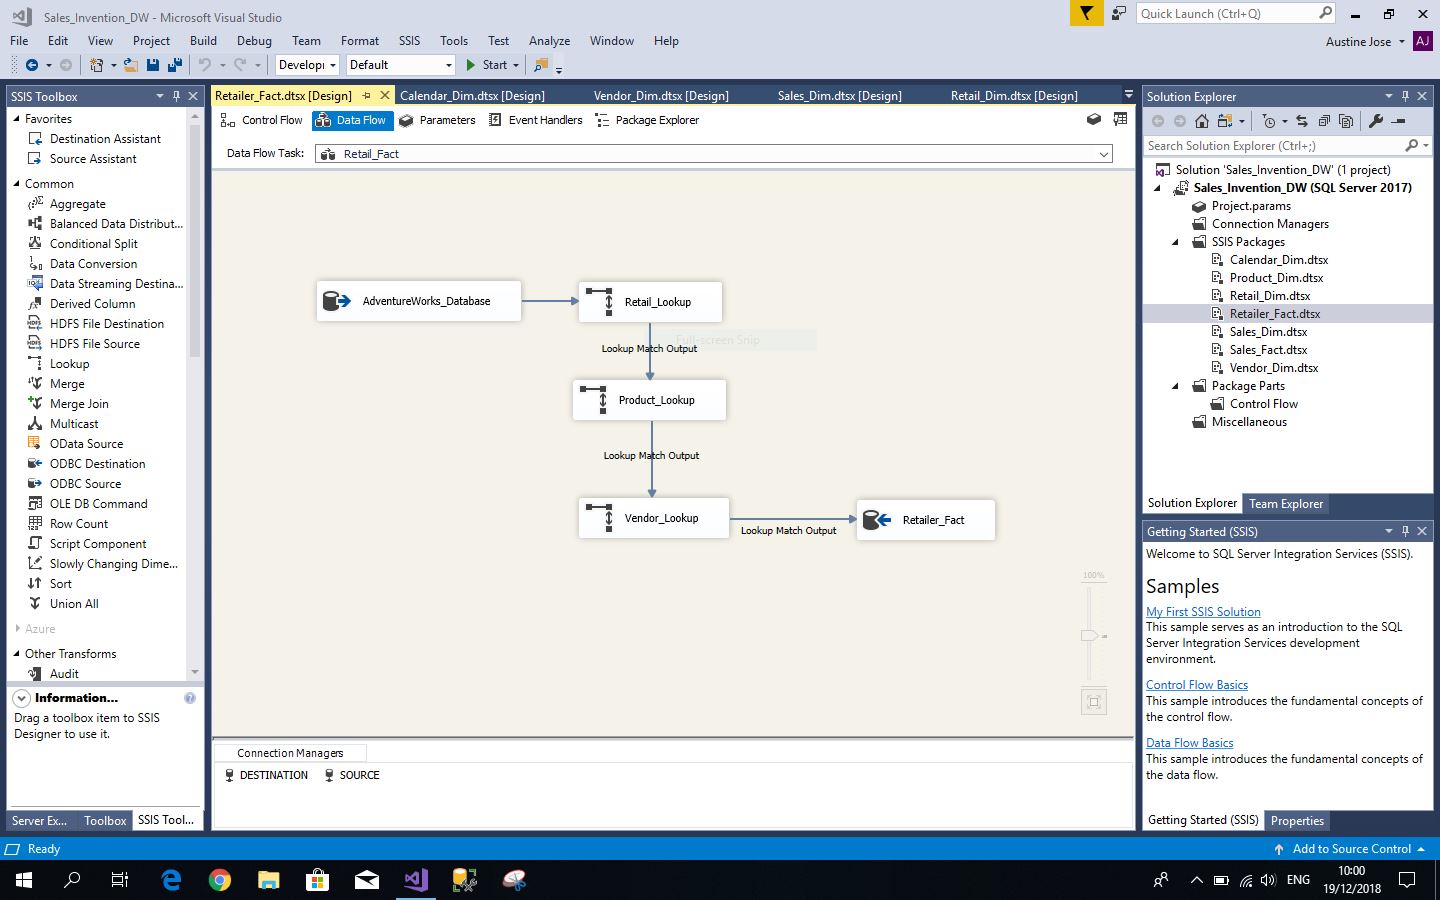 Sales_Invention_DW - Microsoft Visual Studio
Quick Launch (Ctrl+Q)
File Edit View Project Build Debug Team Format SSIS Tools Test Analyze Window Help
Austine Jose AJ
Developi Default Start
SSIS Toolbox
Favorites
Destination Assistant
Source Assistant
Common
Aggregate
Balanced Data Distribut...
Conditional Split
Data Conversion
Data Streaming Destina...
Derived Column
HDFS File Destination
HDFS File Source
Lookup
Merge
Merge Join
Multicast
OData Source
ODBC Destination
ODBC Source
OLE DB Command
Row Count
Script Component
Slowly Changing Dime...
Sort
Union All
Azure
Other Transforms
Audit
Information...
Drag a toolbox item to SSIS
Designer to use it.
Server Ex... Toolbox SSIS Tool...
Retailer_Fact.dtsx [Design] Calendar_Dim.dtsx [Design] Vendor_Dim.dtsx [Design] Sales_Dim.dtsx [Design] Retail_Dim.dtsx [Design]
Control Flow Data Flow Parameters Event Handlers Package Explorer
Data Flow Task: Retail_Fact
AdventureWorks_Database
Retail_Lookup
Full-screen Snip
Lookup Match Output
Product_Lookup
Lookup Match Output
Vendor_Lookup
Lookup Match Output
Retailer_Fact
100%
Connection Managers
DESTINATION SOURCE
Solution Explorer
Search Solution Explorer (Ctrl+;)
Solution 'Sales_Invention_DW' (1 project)
Sales_Invention_DW (SQL Server 2017)
Project.params
Connection Managers
SSIS Packages
Calendar_Dim.dtsx
Product_Dim.dtsx
Retail_Dim.dtsx
Retailer_Fact.dtsx
Sales_Dim.dtsx
Sales_Fact.dtsx
Vendor_Dim.dtsx
Package Parts
Control Flow
Miscellaneous
Solution Explorer Team Explorer
Getting Started (SSIS)
Welcome to SQL Server Integration Services (SSIS).
Samples
My First SSIS Solution
This sample serves as an introduction to the SQL
Server Integration Services development
environment.
Control Flow Basics
This sample introduces the fundamental concepts of
the control flow.
Data Flow Basics
This sample introduces the fundamental concepts of
the data flow.
Getting Started (SSIS) Properties
Ready
Add to Source Control
ENG
10:00
19/12/2018